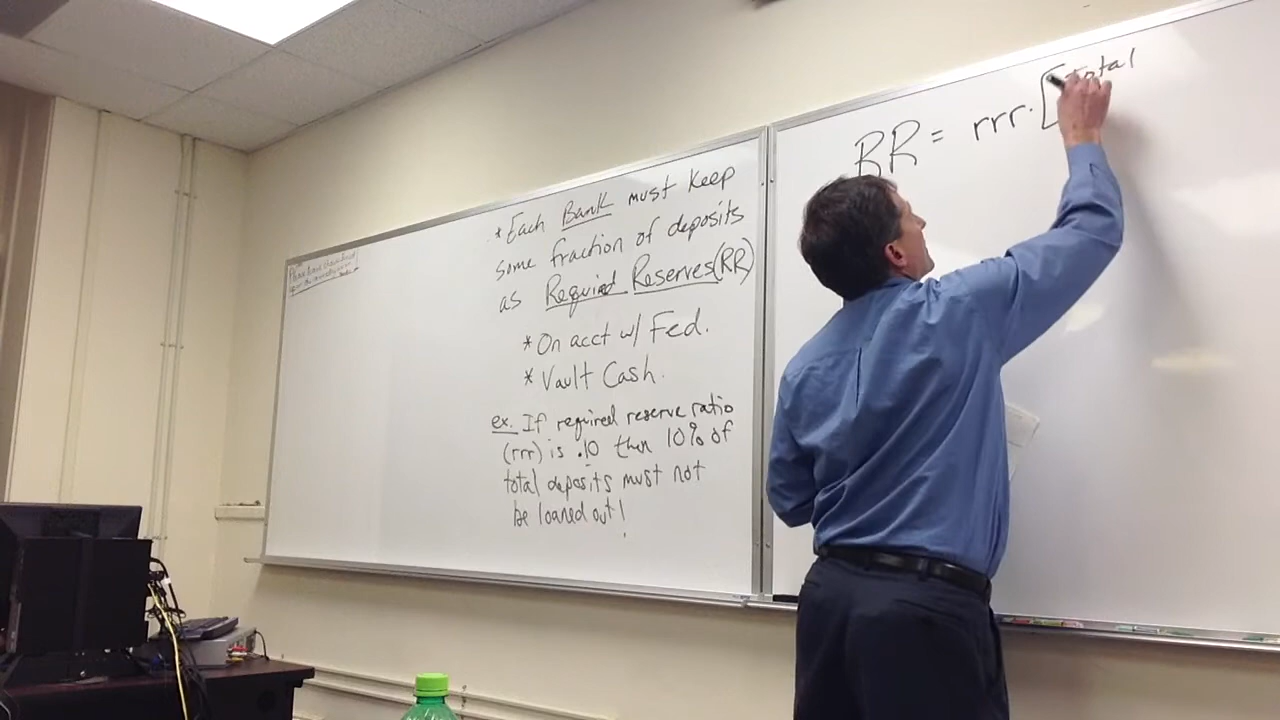 Please leave
* Each Bank must keep
some fraction of deposits
as Required Reserves (RR)
* On acct w/ Fed.
* Vault Cash.
ex. If required reserve ratio
(rrr) is .10 then 10% of
total deposits must not
be loaned out!
RR = rrr. [total